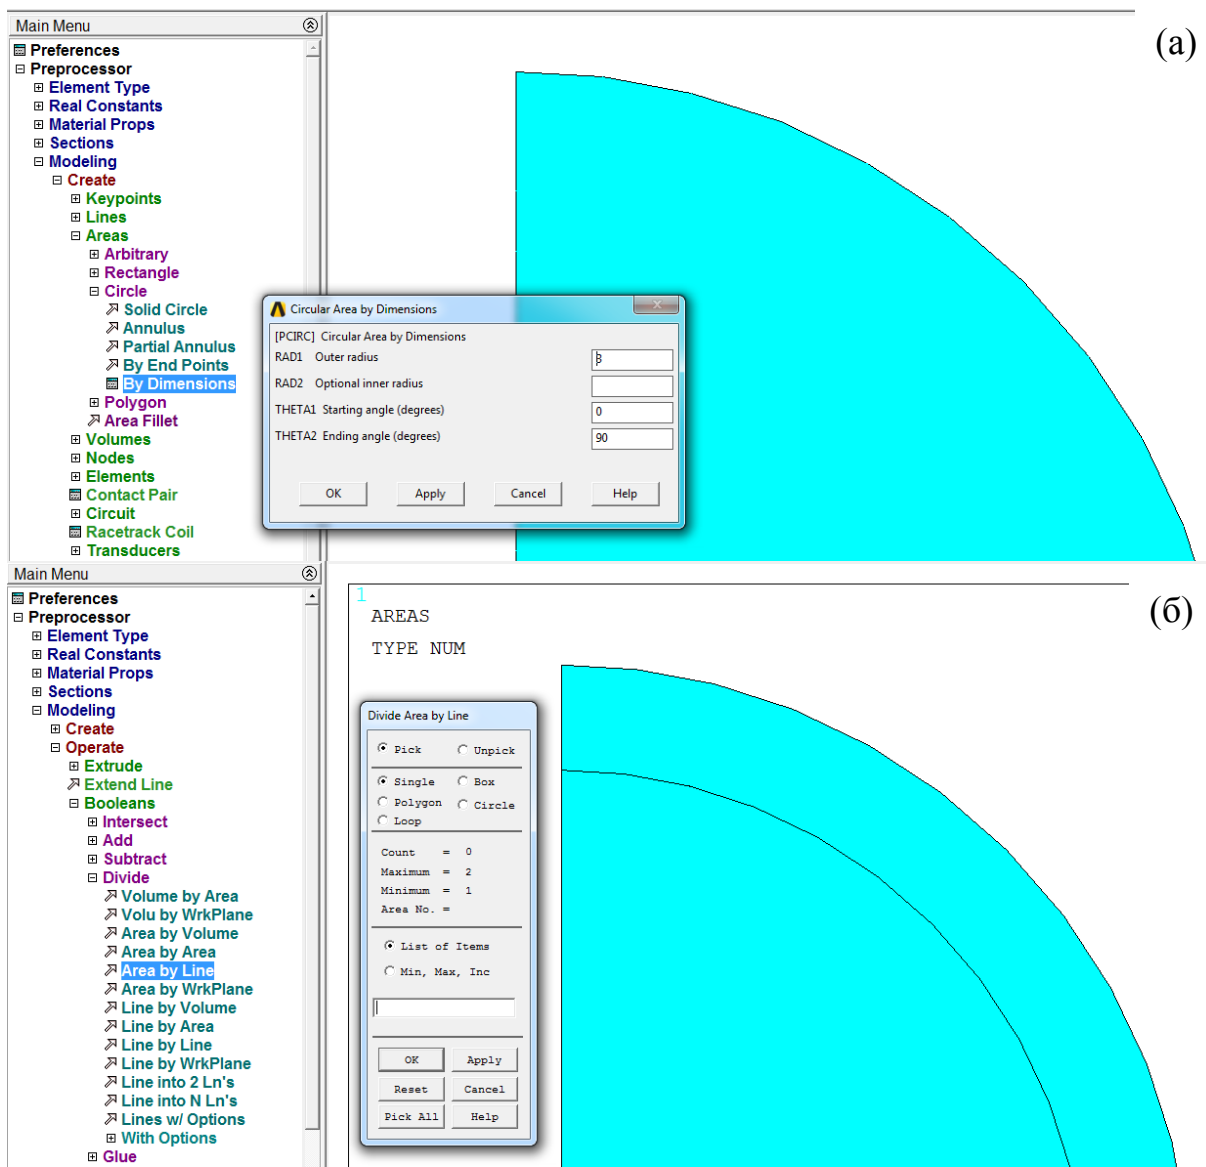 Main Menu
(а)
Preferences
Preprocessor
Element Type
Real Constants
Material Props
Sections
Modeling
Create
Keypoints
Lines
Areas
Arbitrary
Rectangle
Circle
Solid Circle
Annulus
Partial Annulus
By End Points
By Dimensions
Polygon
Area Fillet
Volumes
Nodes
Elements
Contact Pair
Circuit
Racetrack Coil
Transducers
Circular Area by Dimensions
[PCIRC] Circular Area by Dimensions
RAD1 Outer radius
RAD2 Optional inner radius
THETA1 Starting angle (degrees) 0
THETA2 Ending angle (degrees) 90
OK Apply Cancel Help
Main Menu
(б)
Preferences
Preprocessor
Element Type
Real Constants
Material Props
Sections
Modeling
Create
Operate
Extrude
Extend Line
Booleans
Intersect
Add
Subtract
Divide
Volume by Area
Volu by WrkPlane
Area by Volume
Area by Area
Area by Line
Area by WrkPlane
Line by Volume
Line by Area
Line by Line
Line by WrkPlane
Line into 2 Ln's
Line into N Ln's
Lines w/ Options
With Options
Glue
1
AREAS
TYPE NUM
Divide Area by Line
Pick Unpick
Single Box
Polygon Circle
Loop
Count = 0
Maximum = 2
Minimum = 1
Area No. =
List of Items
Min, Max, Inc
OK Apply
Reset Cancel
Pick All Help